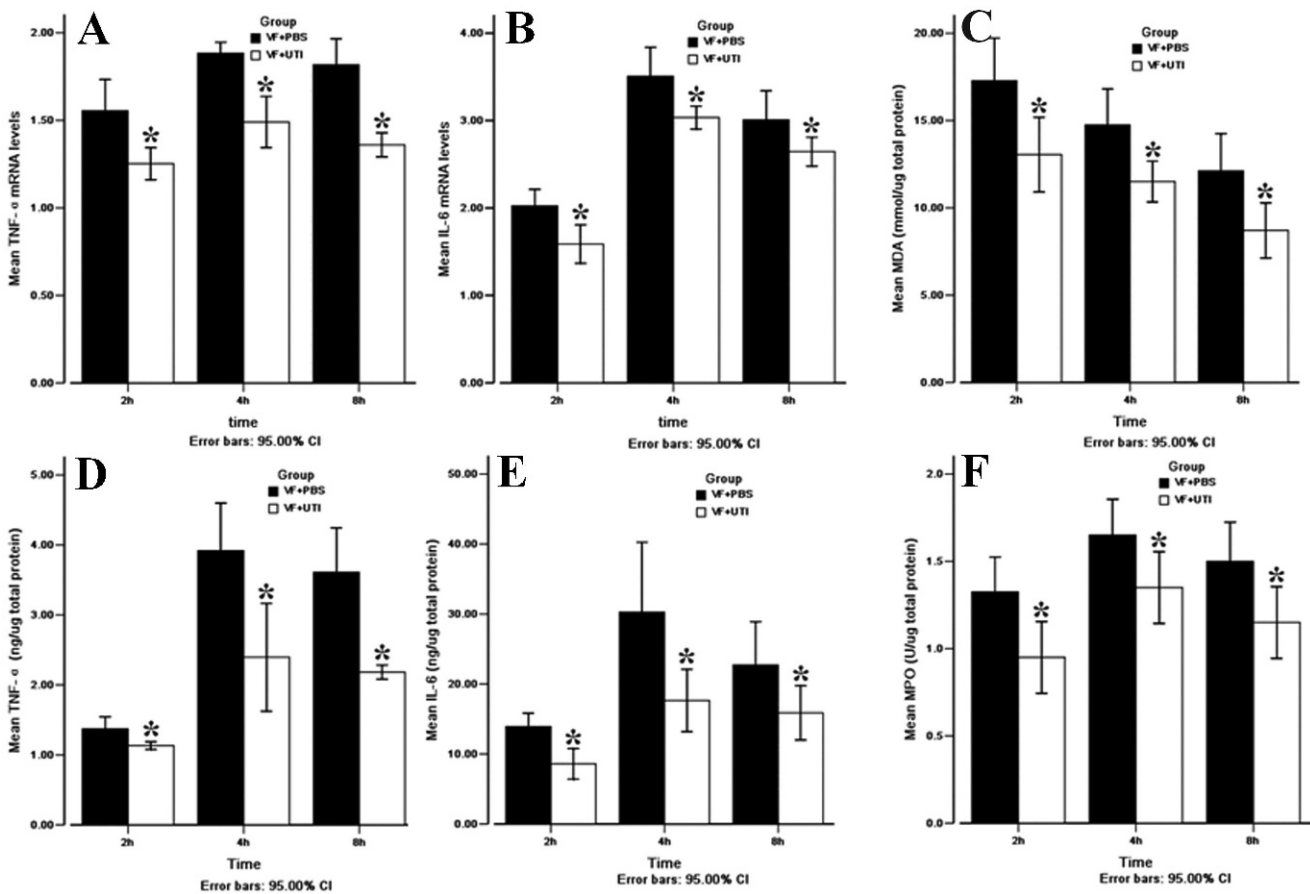 A
Group
VF+PBS
VF+UTI
Mean TNF-α mRNA levels
2.00
1.50
1.00
0.50
0.00
*
*
*
2h
4h
8h
time
Error bars: 95.00% CI
B
Group
VF+PBS
VF+UTI
Mean IL-6 mRNA levels
4.00
3.00
2.00
1.00
0.00
*
*
*
2h
4h
8h
time
Error bars: 95.00% CI
C
Group
VF+PBS
VF+UTI
Mean MDA (mmol/ug total protein)
20.00
15.00
10.00
5.00
0.00
*
*
*
2h
4h
8h
Time
Error bars: 95.00% CI
D
Group
VF+PBS
VF+UTI
Mean TNF-α (ng/ug total protein)
5.00
4.00
3.00
2.00
1.00
0.00
*
*
*
2h
4h
8h
Time
Error bars: 95.00% CI
E
Group
VF+PBS
VF+UTI
Mean IL-6 (ng/ug total protein)
50.00
40.00
30.00
20.00
10.00
0.00
*
*
*
2h
4h
8h
Time
Error bars: 95.00% CI
F
Group
VF+PBS
VF+UTI
Mean MPO (U/ug total protein)
2.0
1.5
1.0
0.5
0.0
*
*
*
2h
4h
8h
Time
Error bars: 95.00% CI